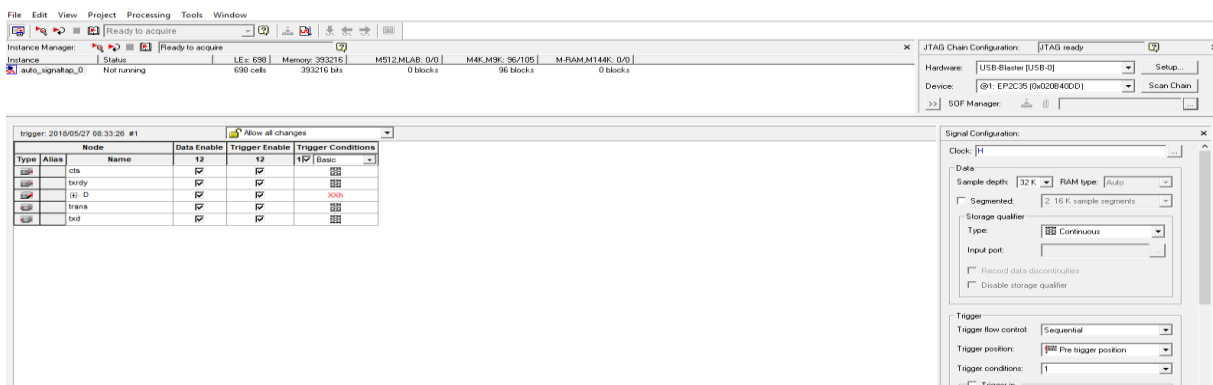 File Edit View Project Processing Tools Window
Ready to acquire
Instance Manager: Ready to acquire
Instance Status LEs: 698 Memory: 393216 M512,MLAB: 0/0 M4K,M9K: 96/105 M-RAM,M144K: 0/0
auto_signaltap_0 Not running 698 cells 393216 bits 0 blocks 96 blocks 0 blocks
JTAG Chain Configuration: JTAG ready
Hardware: USB-Blaster [USB-0] Setup...
Device: @1: EP2C35 (0x020B40DD) Scan Chain
>> SOF Manager: ...
trigger: 2018/05/27 08:33:26 #1 Allow all changes
Node Data Enable Trigger Enable Trigger Conditions
Type Alias Name 12 12 1 Basic
cts
txrdy
D XXh
trans
txd
Signal Configuration:
Clock: H ...
Data
Sample depth: 32 K RAM type: Auto
Segmented: 2 16 K sample segments
Storage qualifier
Type: Continuous
Input port: ...
Record data discontinuities
Disable storage qualifier
Trigger
Trigger flow control: Sequential
Trigger position: Pre trigger position
Trigger conditions: 1
Trigger in